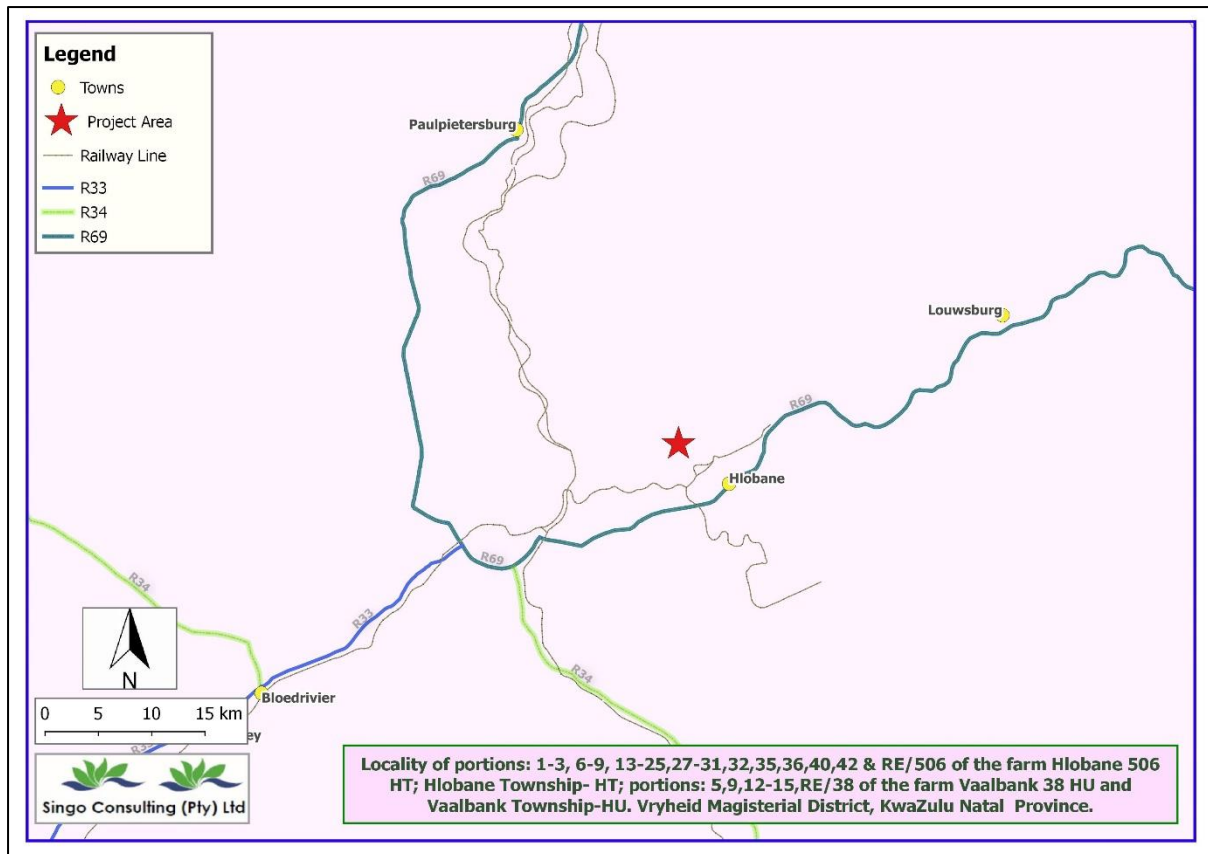 Legend
Towns
Project Area
Railway Line
R33
R34
R69
Paulpietersburg
R69
Louwsburg
R69
Hlobane
R69
R34
R33
R34
Bloedrivier
N
0 5 10 15 km
ey
R33
Singo Consulting (Pty) Ltd
Locality of portions: 1-3, 6-9, 13-25,27-31,32,35,36,40,42 & RE/506 of the farm Hlobane 506
HT; Hlobane Township- HT; portions: 5,9,12-15,RE/38 of the farm Vaalbank 38 HU and
Vaalbank Township-HU. Vryheid Magisterial District, KwaZulu Natal Province.